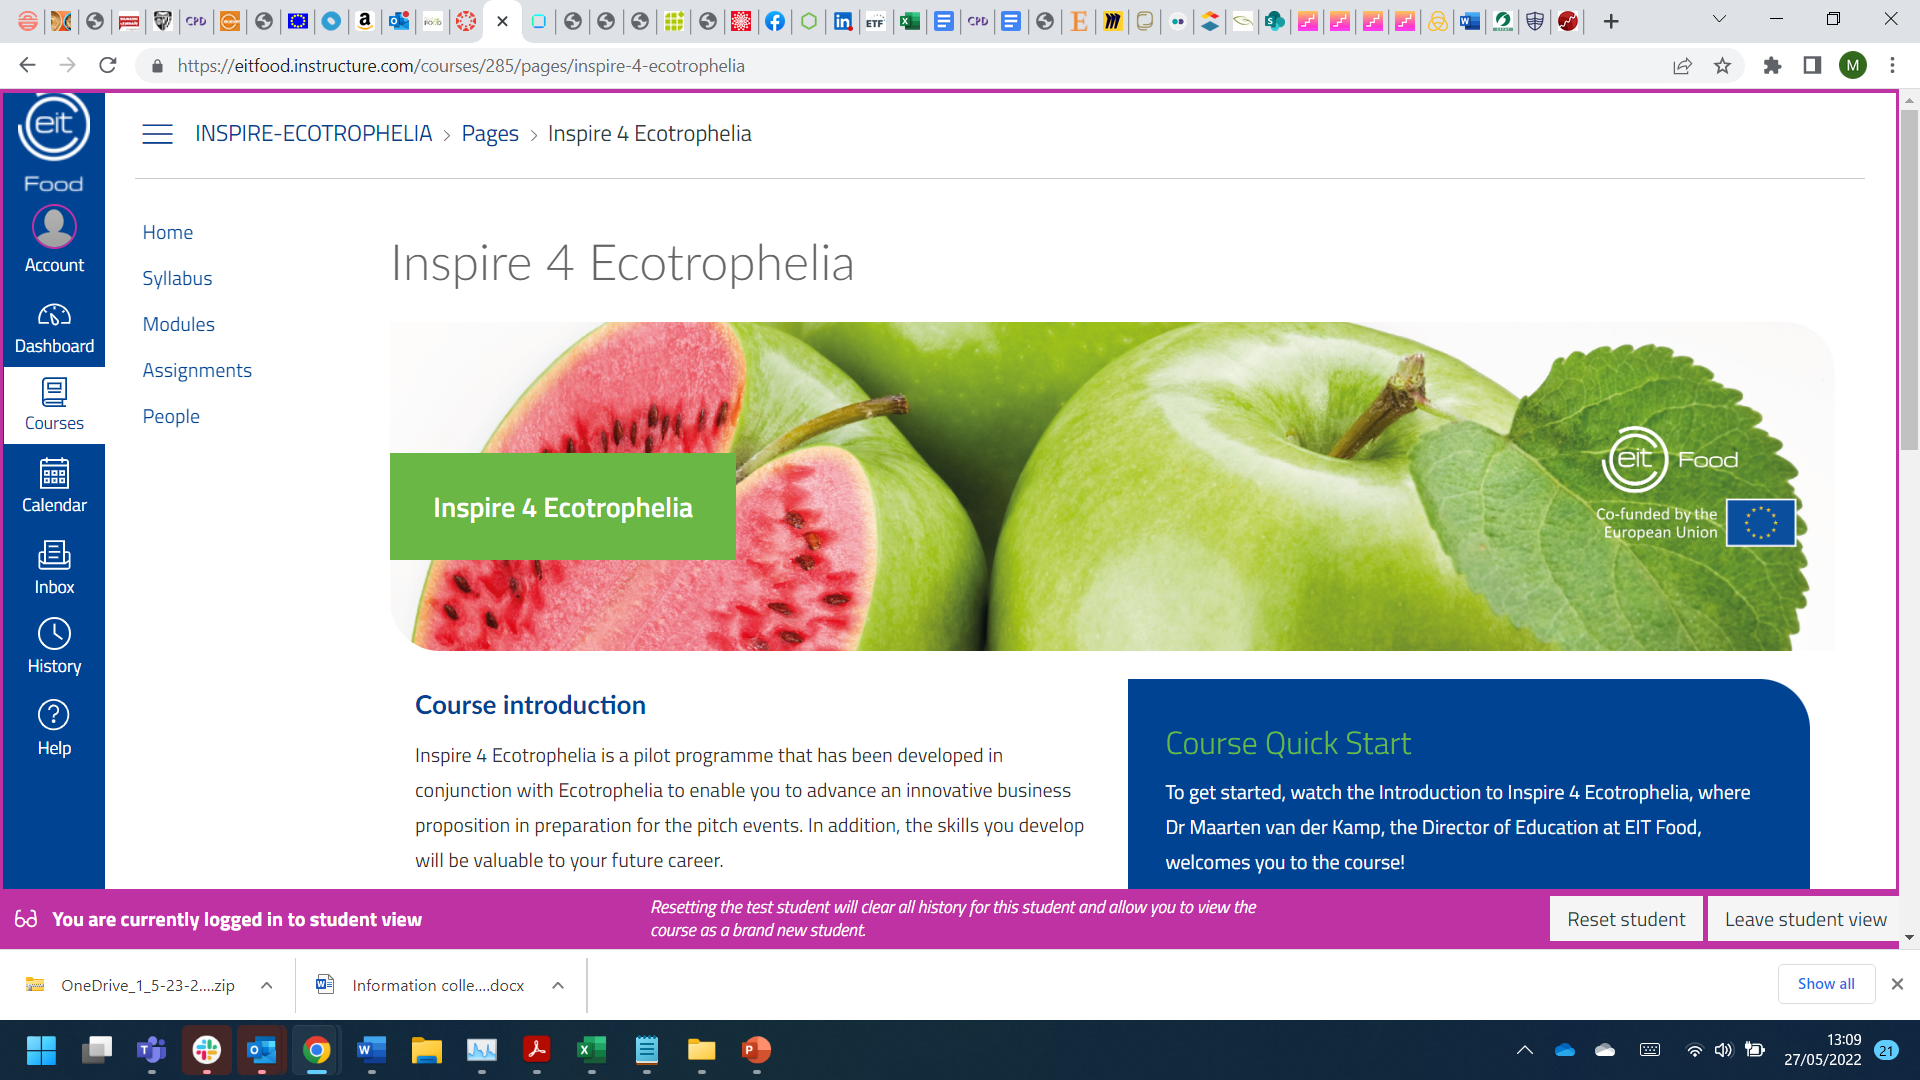 CPD
ETF
CPD
https://eitfood.instructure.com/courses/285/pages/inspire-4-ecotrophelia
M
eit
Food
INSPIRE-ECOTROPHELIA > Pages > Inspire 4 Ecotrophelia
Account
Dashboard
Courses
Calendar
Inbox
History
Help
Home
Syllabus
Modules
Assignments
People
Inspire 4 Ecotrophelia
Inspire 4 Ecotrophelia
eit Food
Co-funded by the
European Union
Course introduction
Inspire 4 Ecotrophelia is a pilot programme that has been developed in
conjunction with Ecotrophelia to enable you to advance an innovative business
proposition in preparation for the pitch events. In addition, the skills you develop
will be valuable to your future career.
Course Quick Start
To get started, watch the Introduction to Inspire 4 Ecotrophelia, where
Dr Maarten van der Kamp, the Director of Education at EIT Food,
welcomes you to the course!
You are currently logged in to student view
Resetting the test student will clear all history for this student and allow you to view the
course as a brand new student.
Reset student
Leave student view
OneDrive_1_5-23-2....zip
Information colle....docx
Show all
13:09
27/05/2022
21